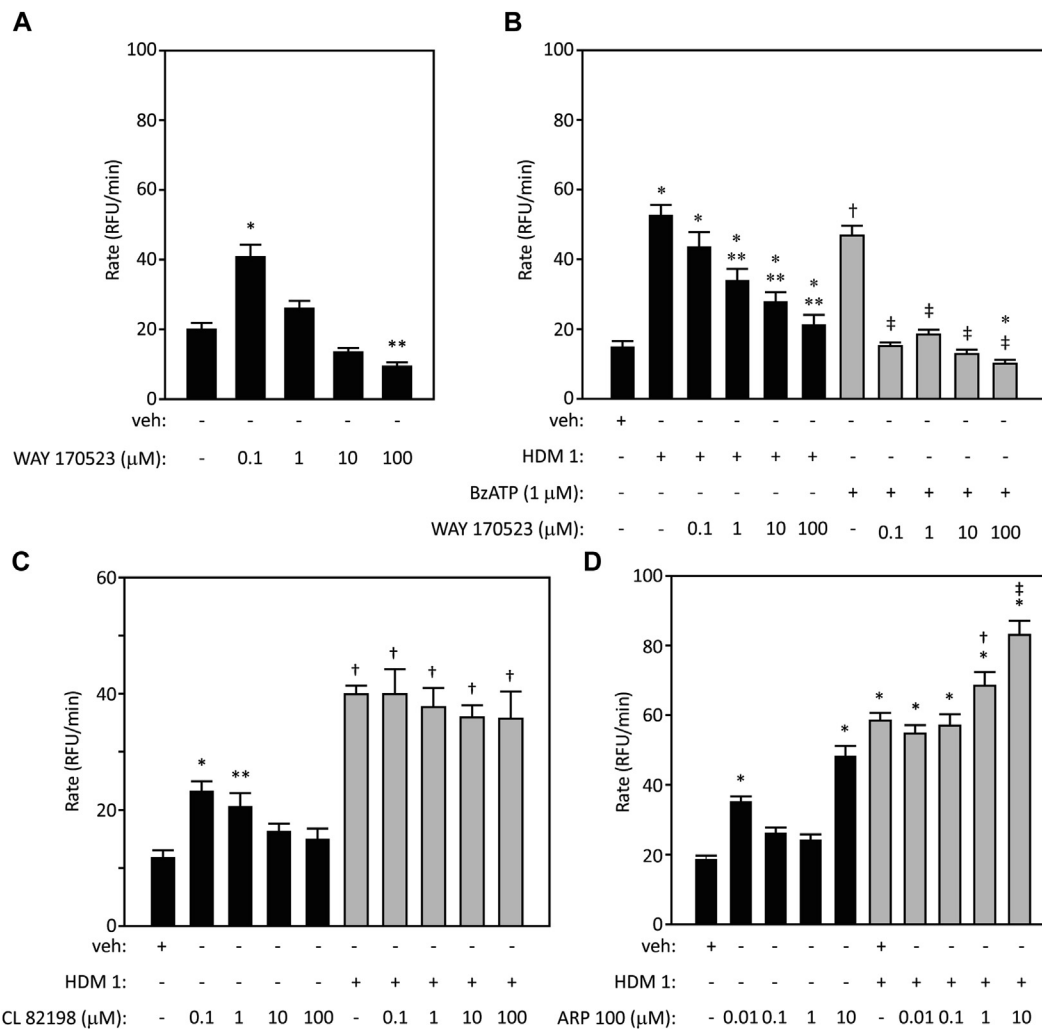 A
100
80
60
40
20
0
Rate (RFU/min)
*
**
veh: - - - - -
WAY 170523 (μM): - 0.1 1 10 100
B
100
80
60
40
20
0
Rate (RFU/min)
* * * * * † ‡ ‡ ‡ *
** ** ** ‡
veh: + - - - - - - - - - -
HDM 1: - + + + + + - - - - -
BzATP (1 μM): - - - - - - + + + + +
WAY 170523 (μM): - - 0.1 1 10 100 - 0.1 1 10 100
C
60
40
20
0
Rate (RFU/min)
* ** † † † † †
veh: + - - - - - - - - -
HDM 1: - - - - - + + + + +
CL 82198 (μM): - 0.1 1 10 100 - 0.1 1 10 100
D
100
80
60
40
20
0
Rate (RFU/min)
* * * * * † ‡
* *
veh: + - - - - + - - - -
HDM 1: - - - - - + + + + +
ARP 100 (μM): - 0.01 0.1 1 10 - 0.01 0.1 1 10